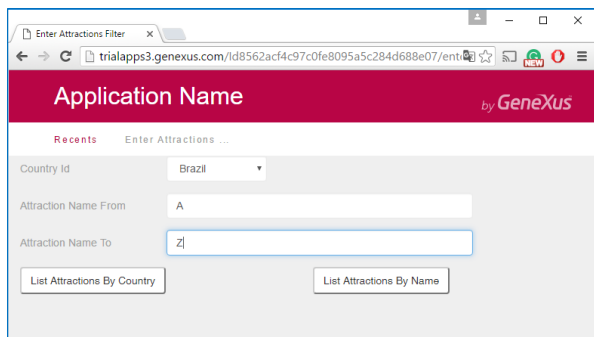 Enter Attractions Filter
trialapps3.genexus.com/Id8562acf4c97c0fe8095a5c284d688e07/ent
NEW
Application Name
by GeneXus
Recents Enter Attractions ...
Country Id Brazil
Attraction Name From A
Attraction Name To Z
List Attractions By Country List Attractions By Name